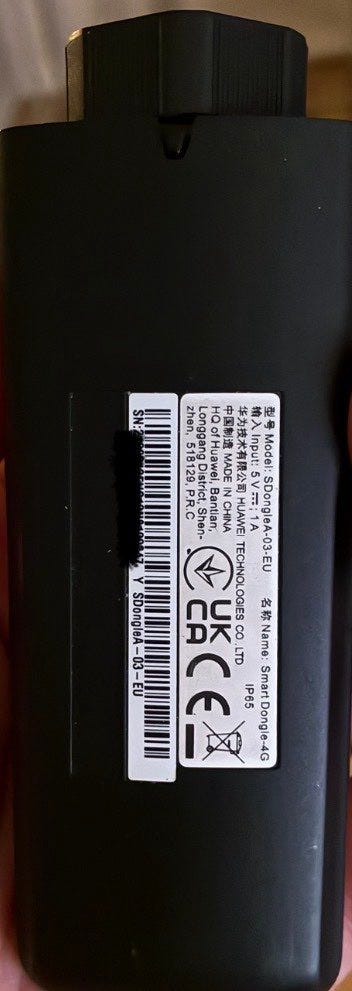 型号 Model: SDongleA-03-EU 名称 Name: Smart Dongle-4G
输入 Input: 5 V⎓; 1 A IP65
华为技术有限公司 HUAWEI TECHNOLOGIES CO., LTD
中国制造 MADE IN CHINA
HQ of Huawei, Bantian,
Longgang District, Shen-
zhen, 518129, P.R.C
UK
CA
CE
SN:
Y SDongleA-03-EU